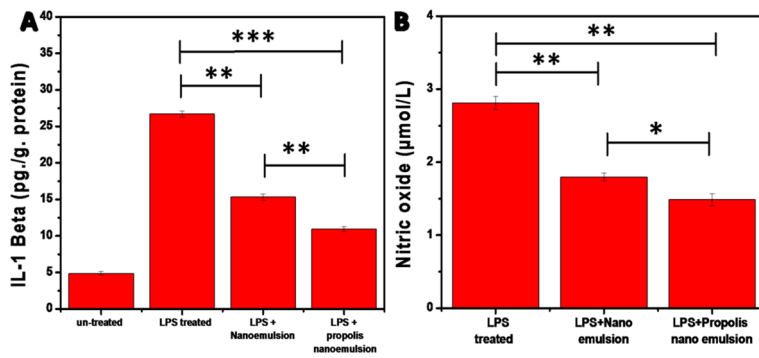 A
IL-1 Beta (pg./g. protein)
40
35
30
25
20
15
10
5
0
***
**
**
un-treated
LPS treated
LPS +
Nanoemulsion
LPS +
propolis
nanoemulsion
B
Nitric oxide (µmol/L)
4
3
2
1
0
**
**
*
LPS
treated
LPS+Nano
emulsion
LPS+Propolis
nano emulsion